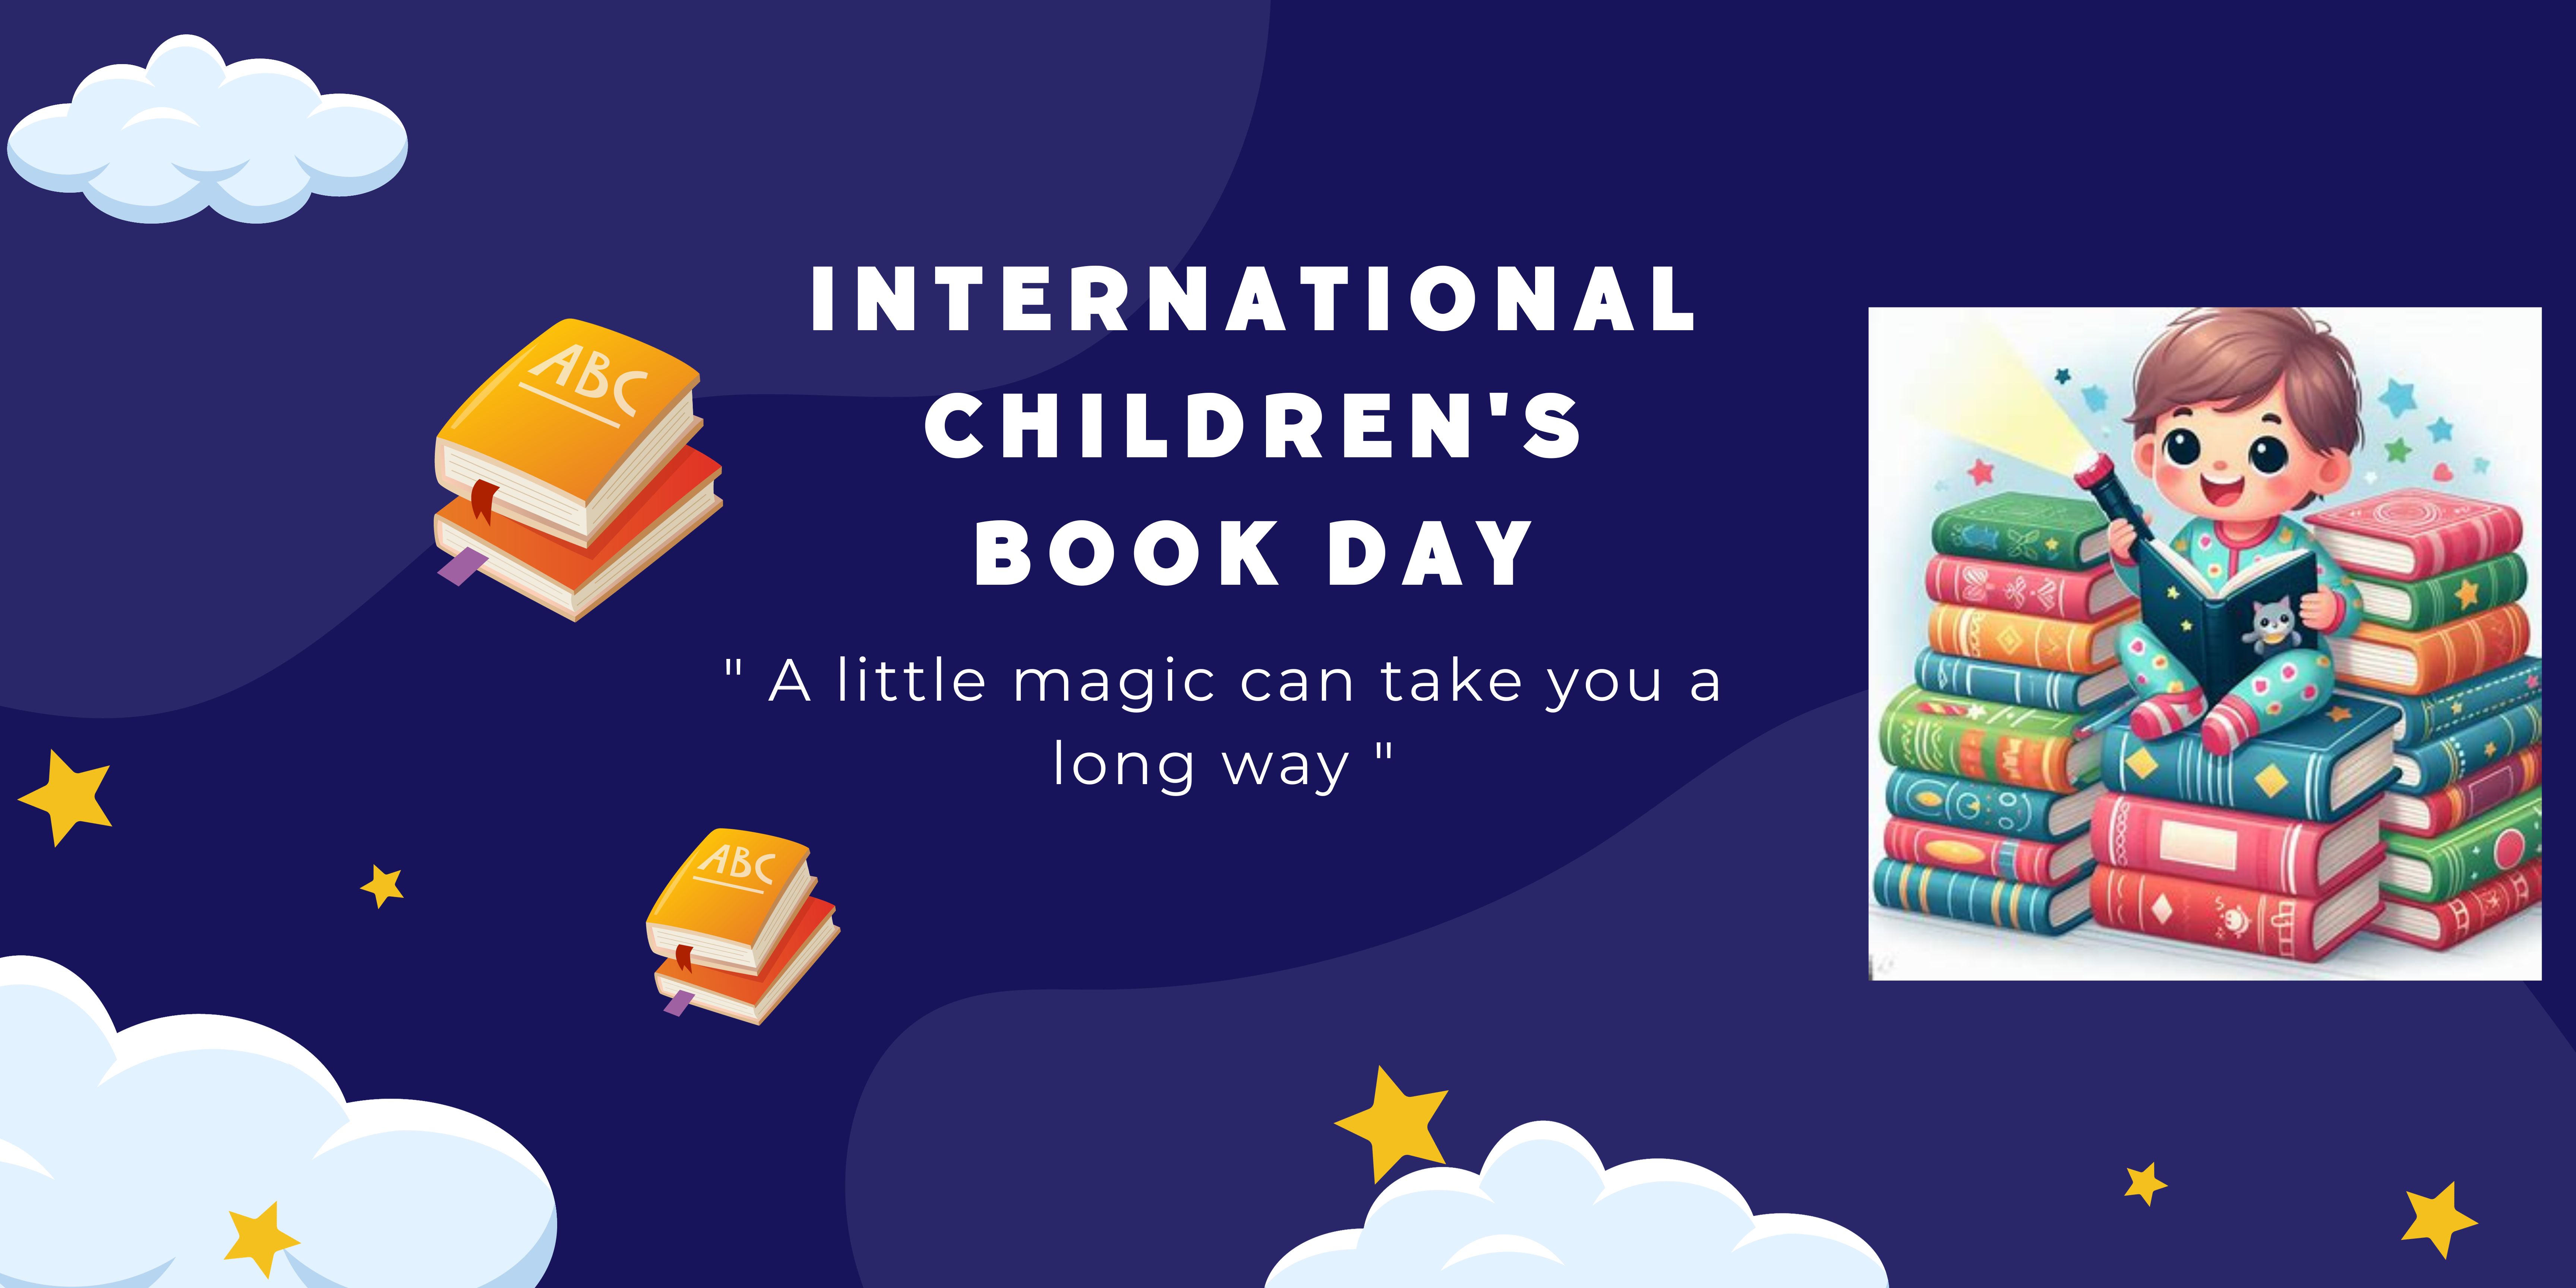 INTERNATIONAL
CHILDREN'S
BOOK DAY
" A little magic can take you a
long way "
ABC
ABC